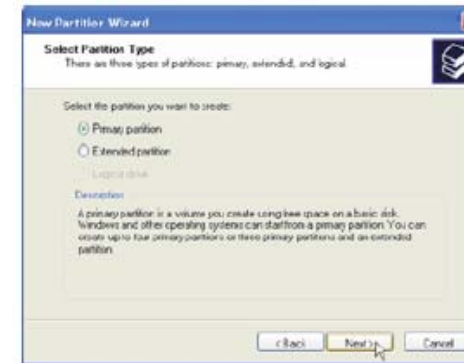 New Partition Wizard
Select Partition Type
There are three types of partitions: primary, extended, and logical.
Select the partition you want to create:
Primary partition
Extended partition
Logical drive
Description
A primary partition is a volume you create using free space on a basic disk.
Windows and other operating systems can start from a primary partition. You can
create up to four primary partitions or three primary partitions and an extended
partition.
< Back
Next >
Cancel